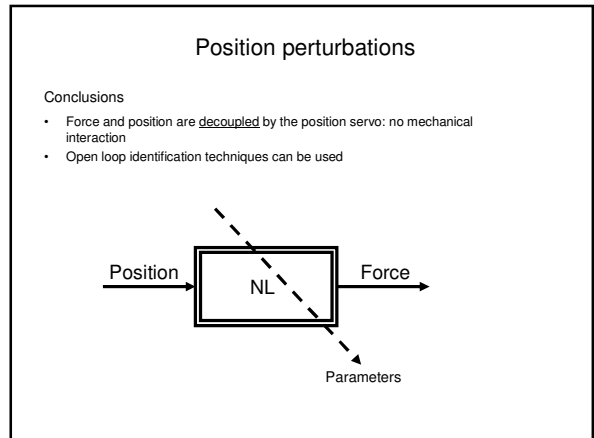 Position perturbations
Conclusions
• Force and position are decoupled by the position servo: no mechanical
interaction
• Open loop identification techniques can be used
Position
NL
Force
Parameters